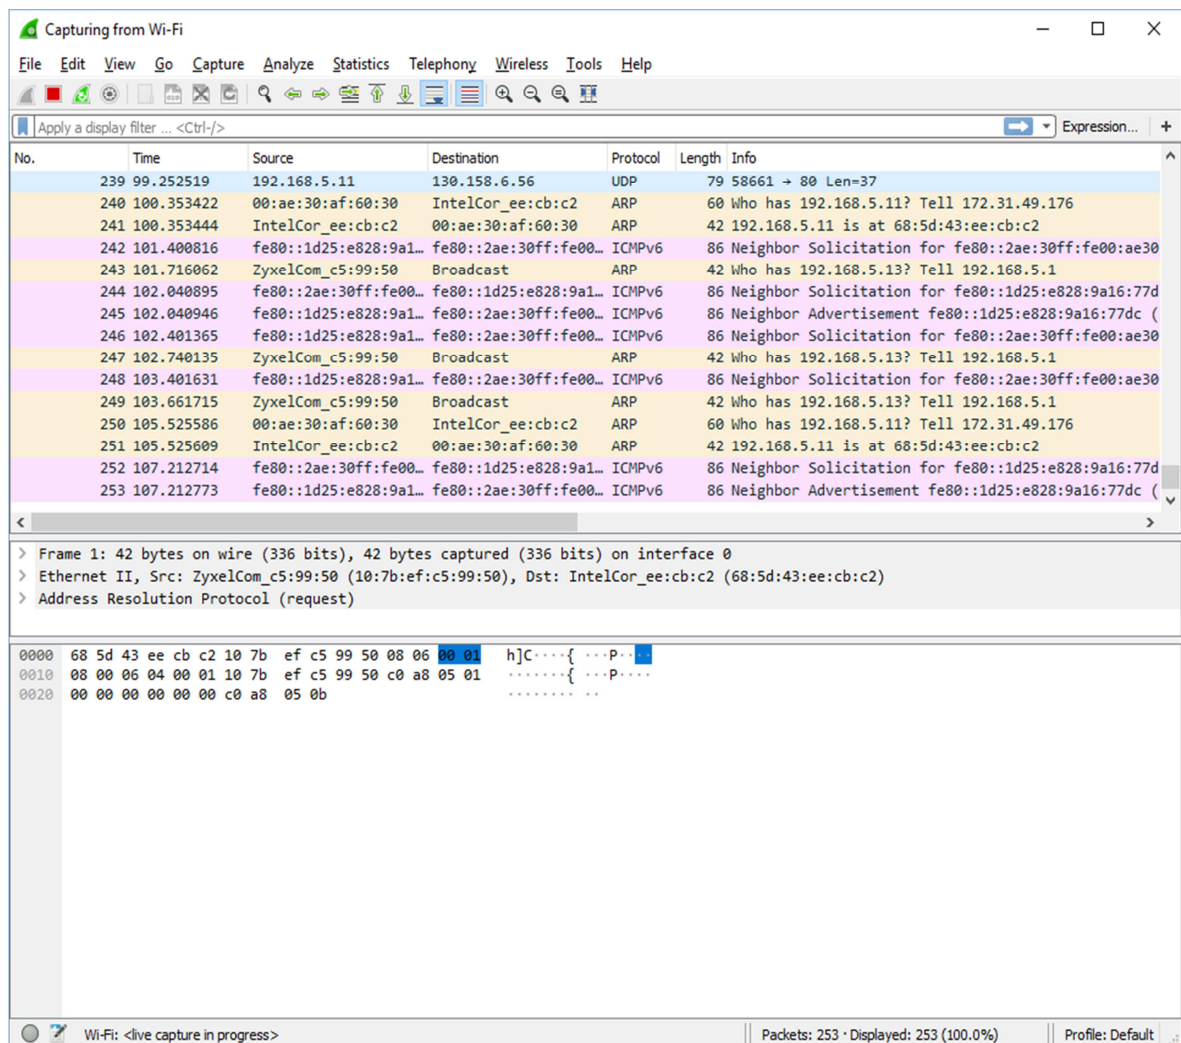 Capturing from Wi-Fi
File Edit View Go Capture Analyze Statistics Telephony Wireless Tools Help
Apply a display filter ... <Ctrl-/> Expression... +
No. Time Source Destination Protocol Length Info
239 99.252519 192.168.5.11 130.158.6.56 UDP 79 58661 → 80 Len=37
240 100.353422 00:ae:30:af:60:30 IntelCor_ee:cb:c2 ARP 60 Who has 192.168.5.11? Tell 172.31.49.176
241 100.353444 IntelCor_ee:cb:c2 00:ae:30:af:60:30 ARP 42 192.168.5.11 is at 68:5d:43:ee:cb:c2
242 101.400816 fe80::1d25:e828:9a1… fe80::2ae:30ff:fe00… ICMPv6 86 Neighbor Solicitation for fe80::2ae:30ff:fe00:ae30
243 101.716062 ZyxelCom_c5:99:50 Broadcast ARP 42 Who has 192.168.5.13? Tell 192.168.5.1
244 102.040895 fe80::2ae:30ff:fe00… fe80::1d25:e828:9a1… ICMPv6 86 Neighbor Solicitation for fe80::1d25:e828:9a16:77d
245 102.040946 fe80::1d25:e828:9a1… fe80::2ae:30ff:fe00… ICMPv6 86 Neighbor Advertisement fe80::1d25:e828:9a16:77dc (
246 102.401365 fe80::1d25:e828:9a1… fe80::2ae:30ff:fe00… ICMPv6 86 Neighbor Solicitation for fe80::2ae:30ff:fe00:ae30
247 102.740135 ZyxelCom_c5:99:50 Broadcast ARP 42 Who has 192.168.5.13? Tell 192.168.5.1
248 103.401631 fe80::1d25:e828:9a1… fe80::2ae:30ff:fe00… ICMPv6 86 Neighbor Solicitation for fe80::2ae:30ff:fe00:ae30
249 103.661715 ZyxelCom_c5:99:50 Broadcast ARP 42 Who has 192.168.5.13? Tell 192.168.5.1
250 105.525586 00:ae:30:af:60:30 IntelCor_ee:cb:c2 ARP 60 Who has 192.168.5.11? Tell 172.31.49.176
251 105.525609 IntelCor_ee:cb:c2 00:ae:30:af:60:30 ARP 42 192.168.5.11 is at 68:5d:43:ee:cb:c2
252 107.212714 fe80::2ae:30ff:fe00… fe80::1d25:e828:9a1… ICMPv6 86 Neighbor Solicitation for fe80::1d25:e828:9a16:77d
253 107.212773 fe80::1d25:e828:9a1… fe80::2ae:30ff:fe00… ICMPv6 86 Neighbor Advertisement fe80::1d25:e828:9a16:77dc (
Frame 1: 42 bytes on wire (336 bits), 42 bytes captured (336 bits) on interface 0
Ethernet II, Src: ZyxelCom_c5:99:50 (10:7b:ef:c5:99:50), Dst: IntelCor_ee:cb:c2 (68:5d:43:ee:cb:c2)
Address Resolution Protocol (request)
0000 68 5d 43 ee cb c2 10 7b ef c5 99 50 08 06 00 01 h]C····{ ···P····
0010 08 00 06 04 00 01 10 7b ef c5 99 50 c0 a8 05 01 ·······{ ···P····
0020 00 00 00 00 00 00 c0 a8 05 0b ········ ··
Wi-Fi: <live capture in progress> Packets: 253 · Displayed: 253 (100.0%) Profile: Default